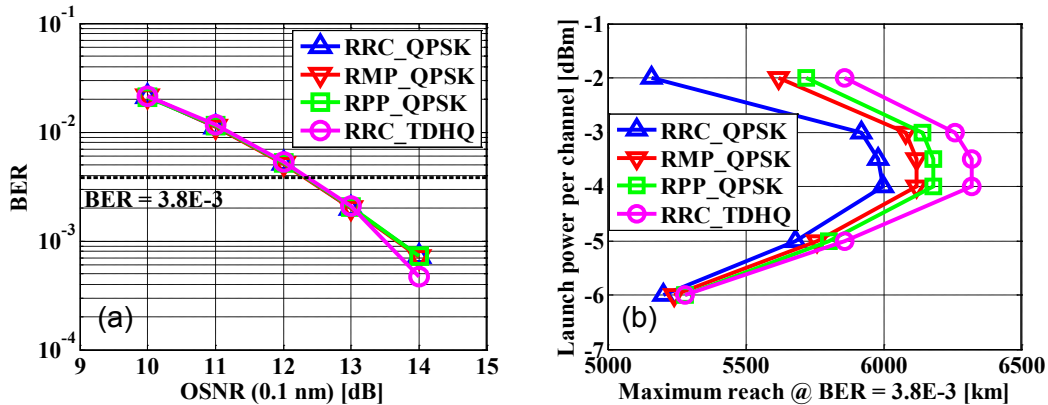 10^0
10^-1
10^-2
10^-3
10^-4
BER
RRC_QPSK
RMP_QPSK
RPP_QPSK
RRC_TDHQ
BER = 3.8E-3
(a)
9 10 11 12 13 14 15
OSNR (0.1 nm) [dB]
Launch power per channel [dBm]
-1
-2
-3
-4
-5
-6
-7
RRC_QPSK
RMP_QPSK
RPP_QPSK
RRC_TDHQ
(b)
5000 5500 6000 6500
Maximum reach @ BER = 3.8E-3 [km]